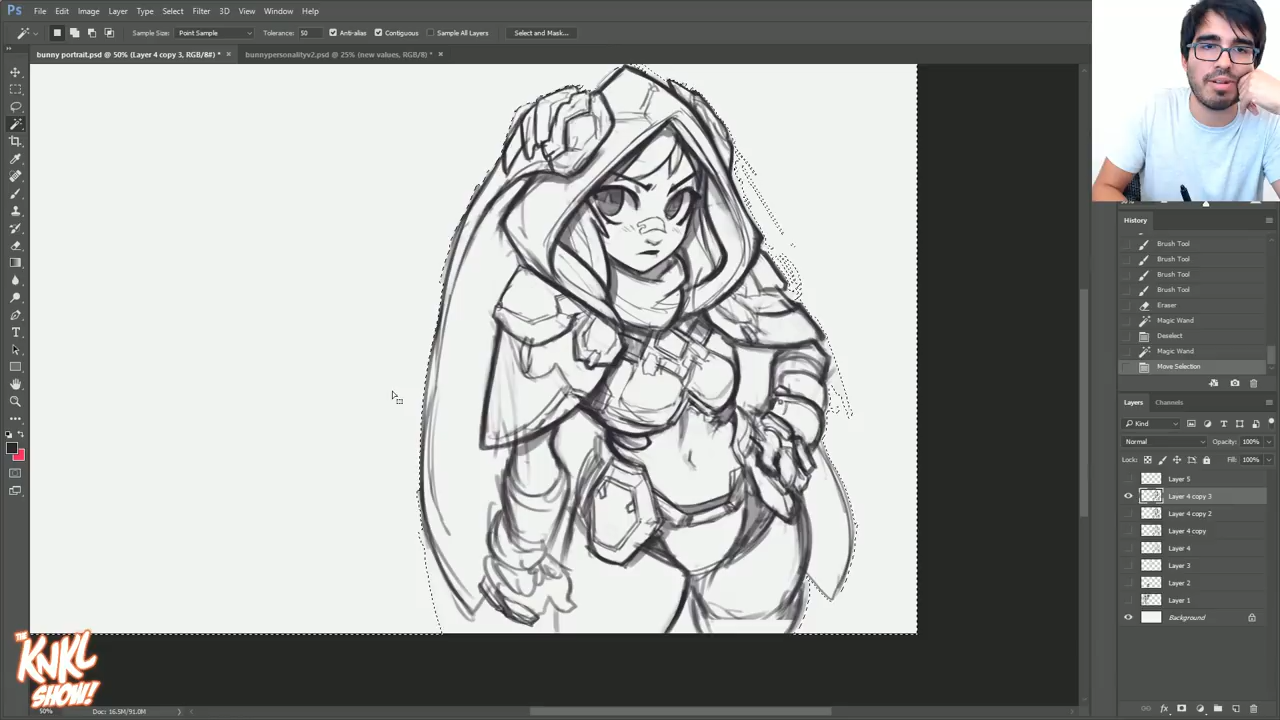 Ps File Edit Image Layer Type Select Filter 3D View Window Help
Sample Size: Point Sample Tolerance: 50 Anti-alias Contiguous Sample All Layers Select and Mask...
bunny portrait.psd @ 50% (Layer 4 copy 3, RGB/8#) * × bunnypersonalityv2.psd @ 25% (new values, RGB/8) * ×
History
Brush Tool
Brush Tool
Brush Tool
Brush Tool
Eraser
Magic Wand
Deselect
Magic Wand
Move Selection
Layers Channels
Kind
Normal Opacity: 100%
Lock: Fill: 100%
Layer 5
Layer 4 copy 3
Layer 4 copy 2
Layer 4 copy
Layer 4
Layer 3
Layer 2
Layer 1
Background
THE
KNKL
SHOW!
50% Doc: 16.5M/91.0M